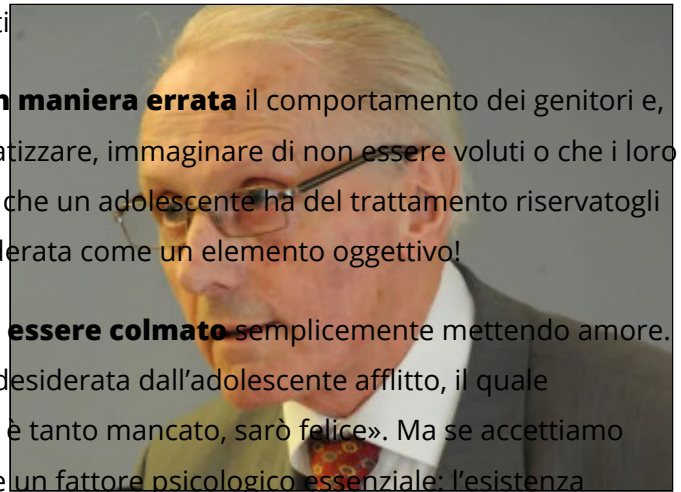 ti
n maniera errata il comportamento dei genitori e,
atizzare, immaginare di non essere voluti o che i loro
che un adolescente ha del trattamento riservatogli
derata come un elemento oggettivo!
essere colmato semplicemente mettendo amore.
desiderata dall’adolescente afflitto, il quale
è tanto mancato, sarò felice». Ma se accettiamo
e un fattore psicologico essenziale: l’esistenza